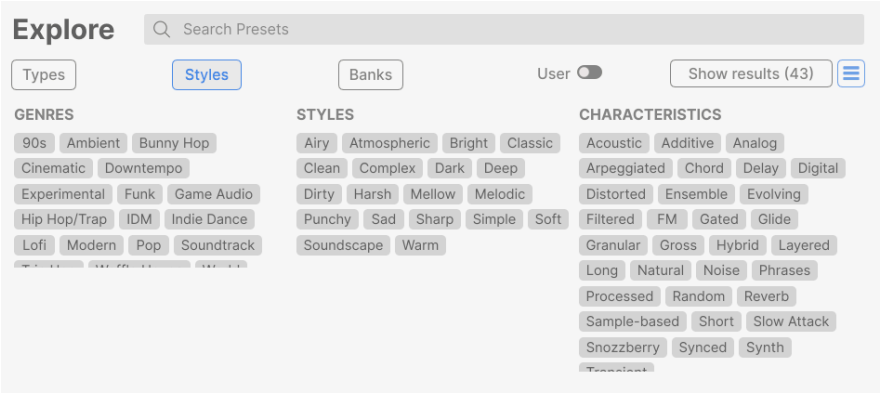 Explore
Search Presets
Types Styles Banks User Show results (43)
GENRES
90s Ambient Bunny Hop
Cinematic Downtempo
Experimental Funk Game Audio
Hip Hop/Trap IDM Indie Dance
Lofi Modern Pop Soundtrack
STYLES
Airy Atmospheric Bright Classic
Clean Complex Dark Deep
Dirty Harsh Mellow Melodic
Punchy Sad Sharp Simple Soft
Soundscape Warm
CHARACTERISTICS
Acoustic Additive Analog
Arpeggiated Chord Delay Digital
Distorted Ensemble Evolving
Filtered FM Gated Glide
Granular Gross Hybrid Layered
Long Natural Noise Phrases
Processed Random Reverb
Sample-based Short Slow Attack
Snozzberry Synced Synth
Transient